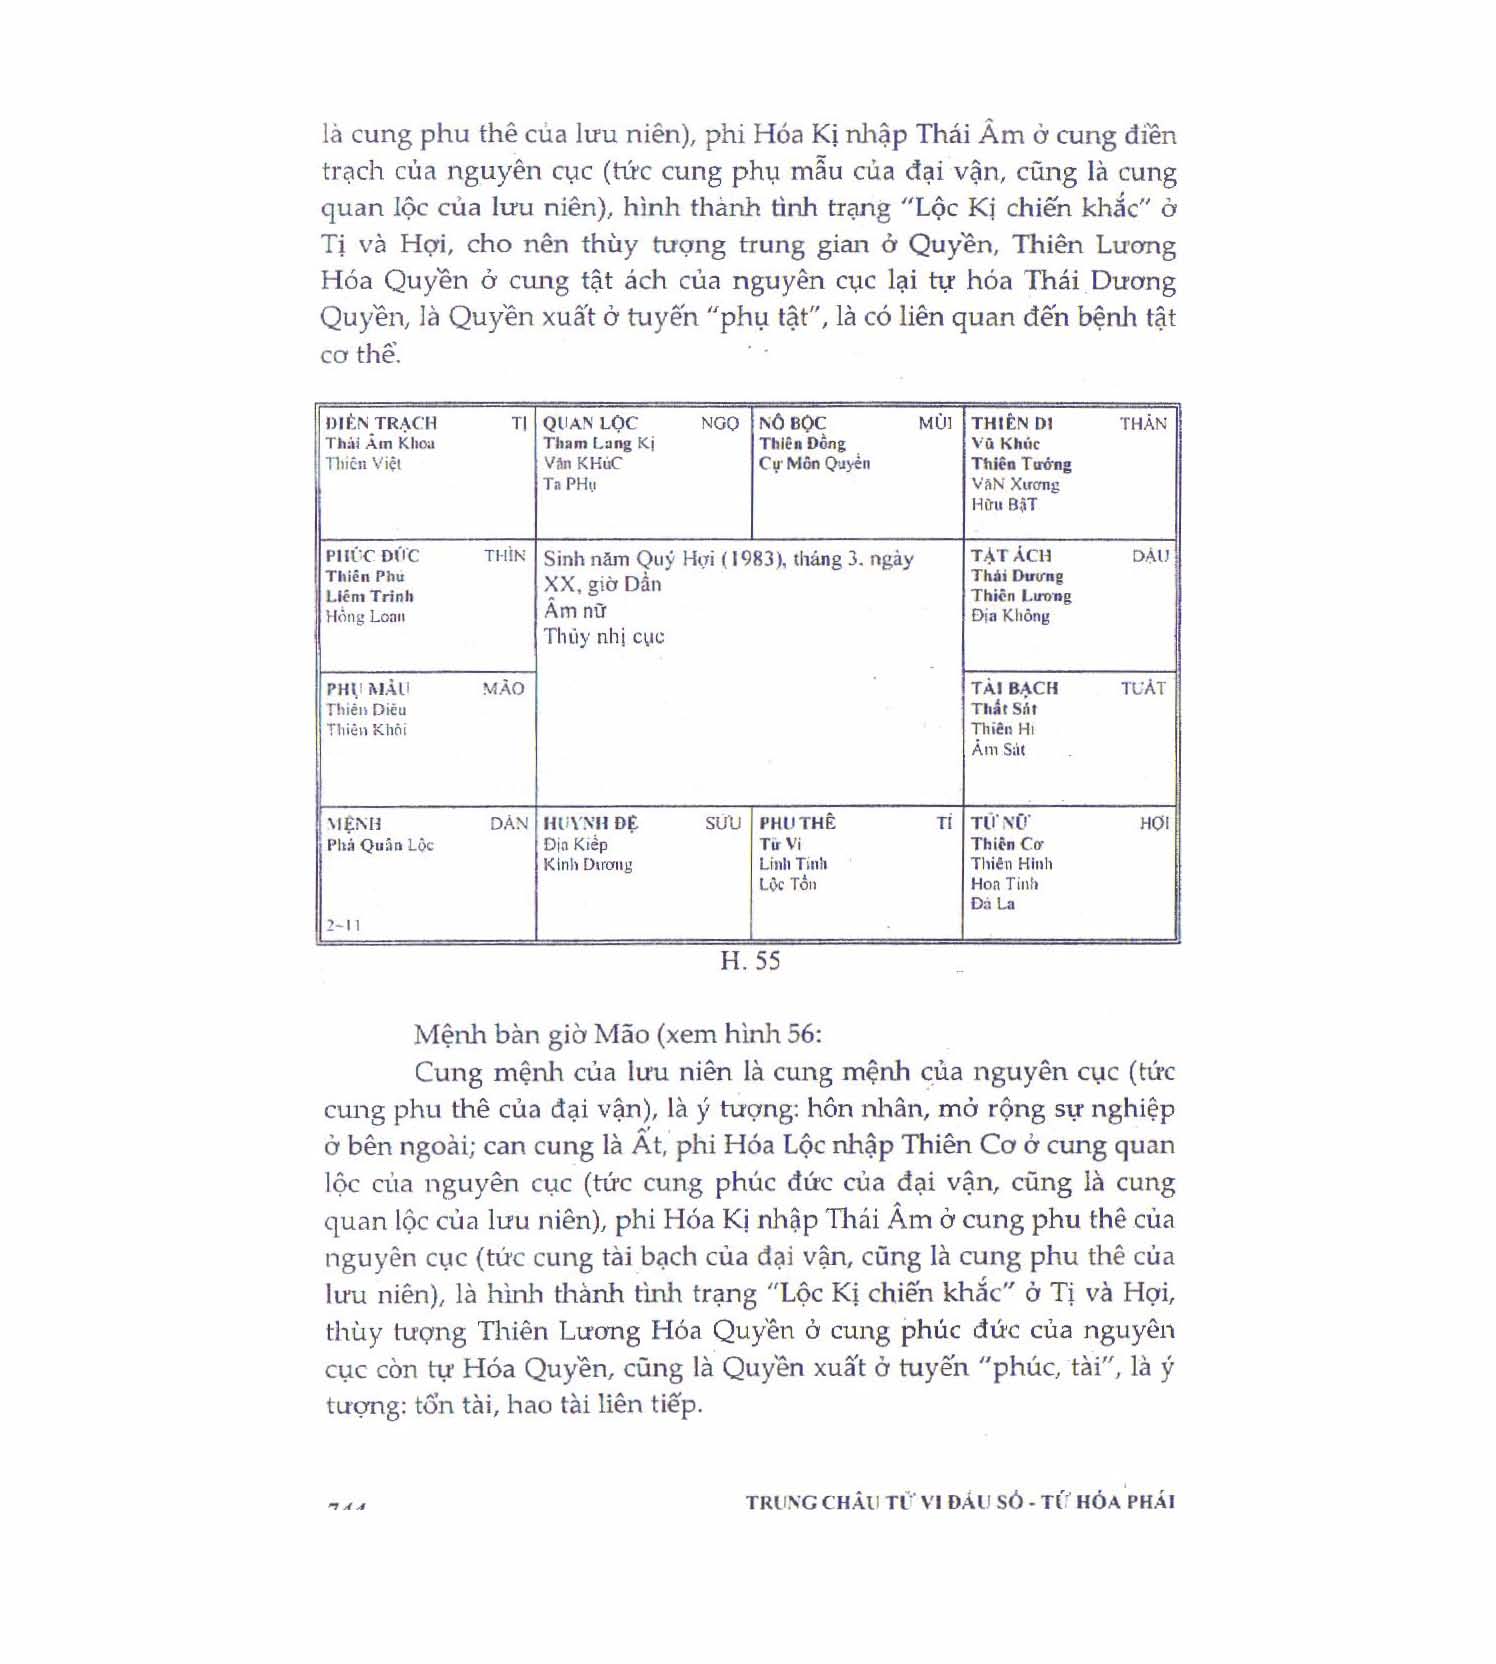 là cung phu thê của lưu niên), phi Hóa Kị nhập Thái Âm ở cung điền
trạch của nguyên cục (tức cung phụ mẫu của đại vận, cũng là cung
quan lộc của lưu niên), hình thành tình trạng "Lộc Kị chiến khắc" ở
Tị và Hợi, cho nên thùy tượng trung gian ở Quyền, Thiên Lương
Hóa Quyền ở cung tật ách của nguyên cục lại tự hóa Thái Dương
Quyền, là Quyền xuất ở tuyến "phụ tật", là có liên quan đến bệnh tật
cơ thể.
ĐIỀN TRẠCH TỊ
Thái Âm Khoa
Thiên Việt
QUAN LỘC NGỌ
Tham Lang Kị
Văn KHúC
Tả PHụ
NÔ BỘC MÙI
Thiên Đồng
Cự Môn Quyền
THIÊN DI THÂN
Vũ Khúc
Thiên Tướng
VăN Xương
Hữu BậT
PHÚC ĐỨC THÌN
Thiên Phủ
Liêm Trinh
Hồng Loan
Sinh năm Quý Hợi (1983), tháng 3. ngày
XX, giờ Dần
Âm nữ
Thủy nhị cục
TẬT ÁCH DẬU
Thái Dương
Thiên Lương
Địa Không
PHỤ MẪU MÃO
Thiên Diêu
Thiên Khôi
TÀI BẠCH TUẤT
Thất Sát
Thiên Hỉ
Âm Sát
MỆNH DẦN
Phá Quân Lộc
2~11
HUYNH ĐỆ SỬU
Địa Kiếp
Kình Dương
PHU THÊ TÍ
Tử Vi
Linh Tinh
Lộc Tồn
TỬ NỮ HỢI
Thiên Cơ
Thiên Hình
Hỏa Tinh
Đà La
H. 55
Mệnh bàn giờ Mão (xem hình 56:
Cung mệnh của lưu niên là cung mệnh của nguyên cục (tức
cung phu thê của đại vận), là ý tượng: hôn nhân, mở rộng sự nghiệp
ở bên ngoài; can cung là Ất, phi Hóa Lộc nhập Thiên Cơ ở cung quan
lộc của nguyên cục (tức cung phúc đức của đại vận, cũng là cung
quan lộc của lưu niên), phi Hóa Kị nhập Thái Âm ở cung phu thê của
nguyên cục (tức cung tài bạch của đại vận, cũng là cung phu thê của
lưu niên), là hình thành tình trạng "Lộc Kị chiến khắc" ở Tị và Hợi,
thùy tượng Thiên Lương Hóa Quyền ở cung phúc đức của nguyên
cục còn tự Hóa Quyền, cũng là Quyền xuất ở tuyến "phúc, tài", là ý
tượng: tổn tài, hao tài liên tiếp.
TRUNG CHÂU TỬ VI ĐẨU SỐ - TỨ HÓA PHÁI